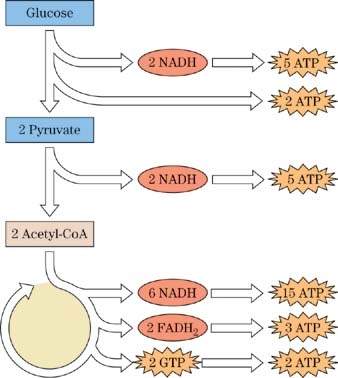 Glucose
2 NADH
5 ATP
2 ATP
2 Pyruvate
2 NADH
5 ATP
2 Acetyl-CoA
6 NADH
15 ATP
2 FADH₂
3 ATP
2 GTP
2 ATP